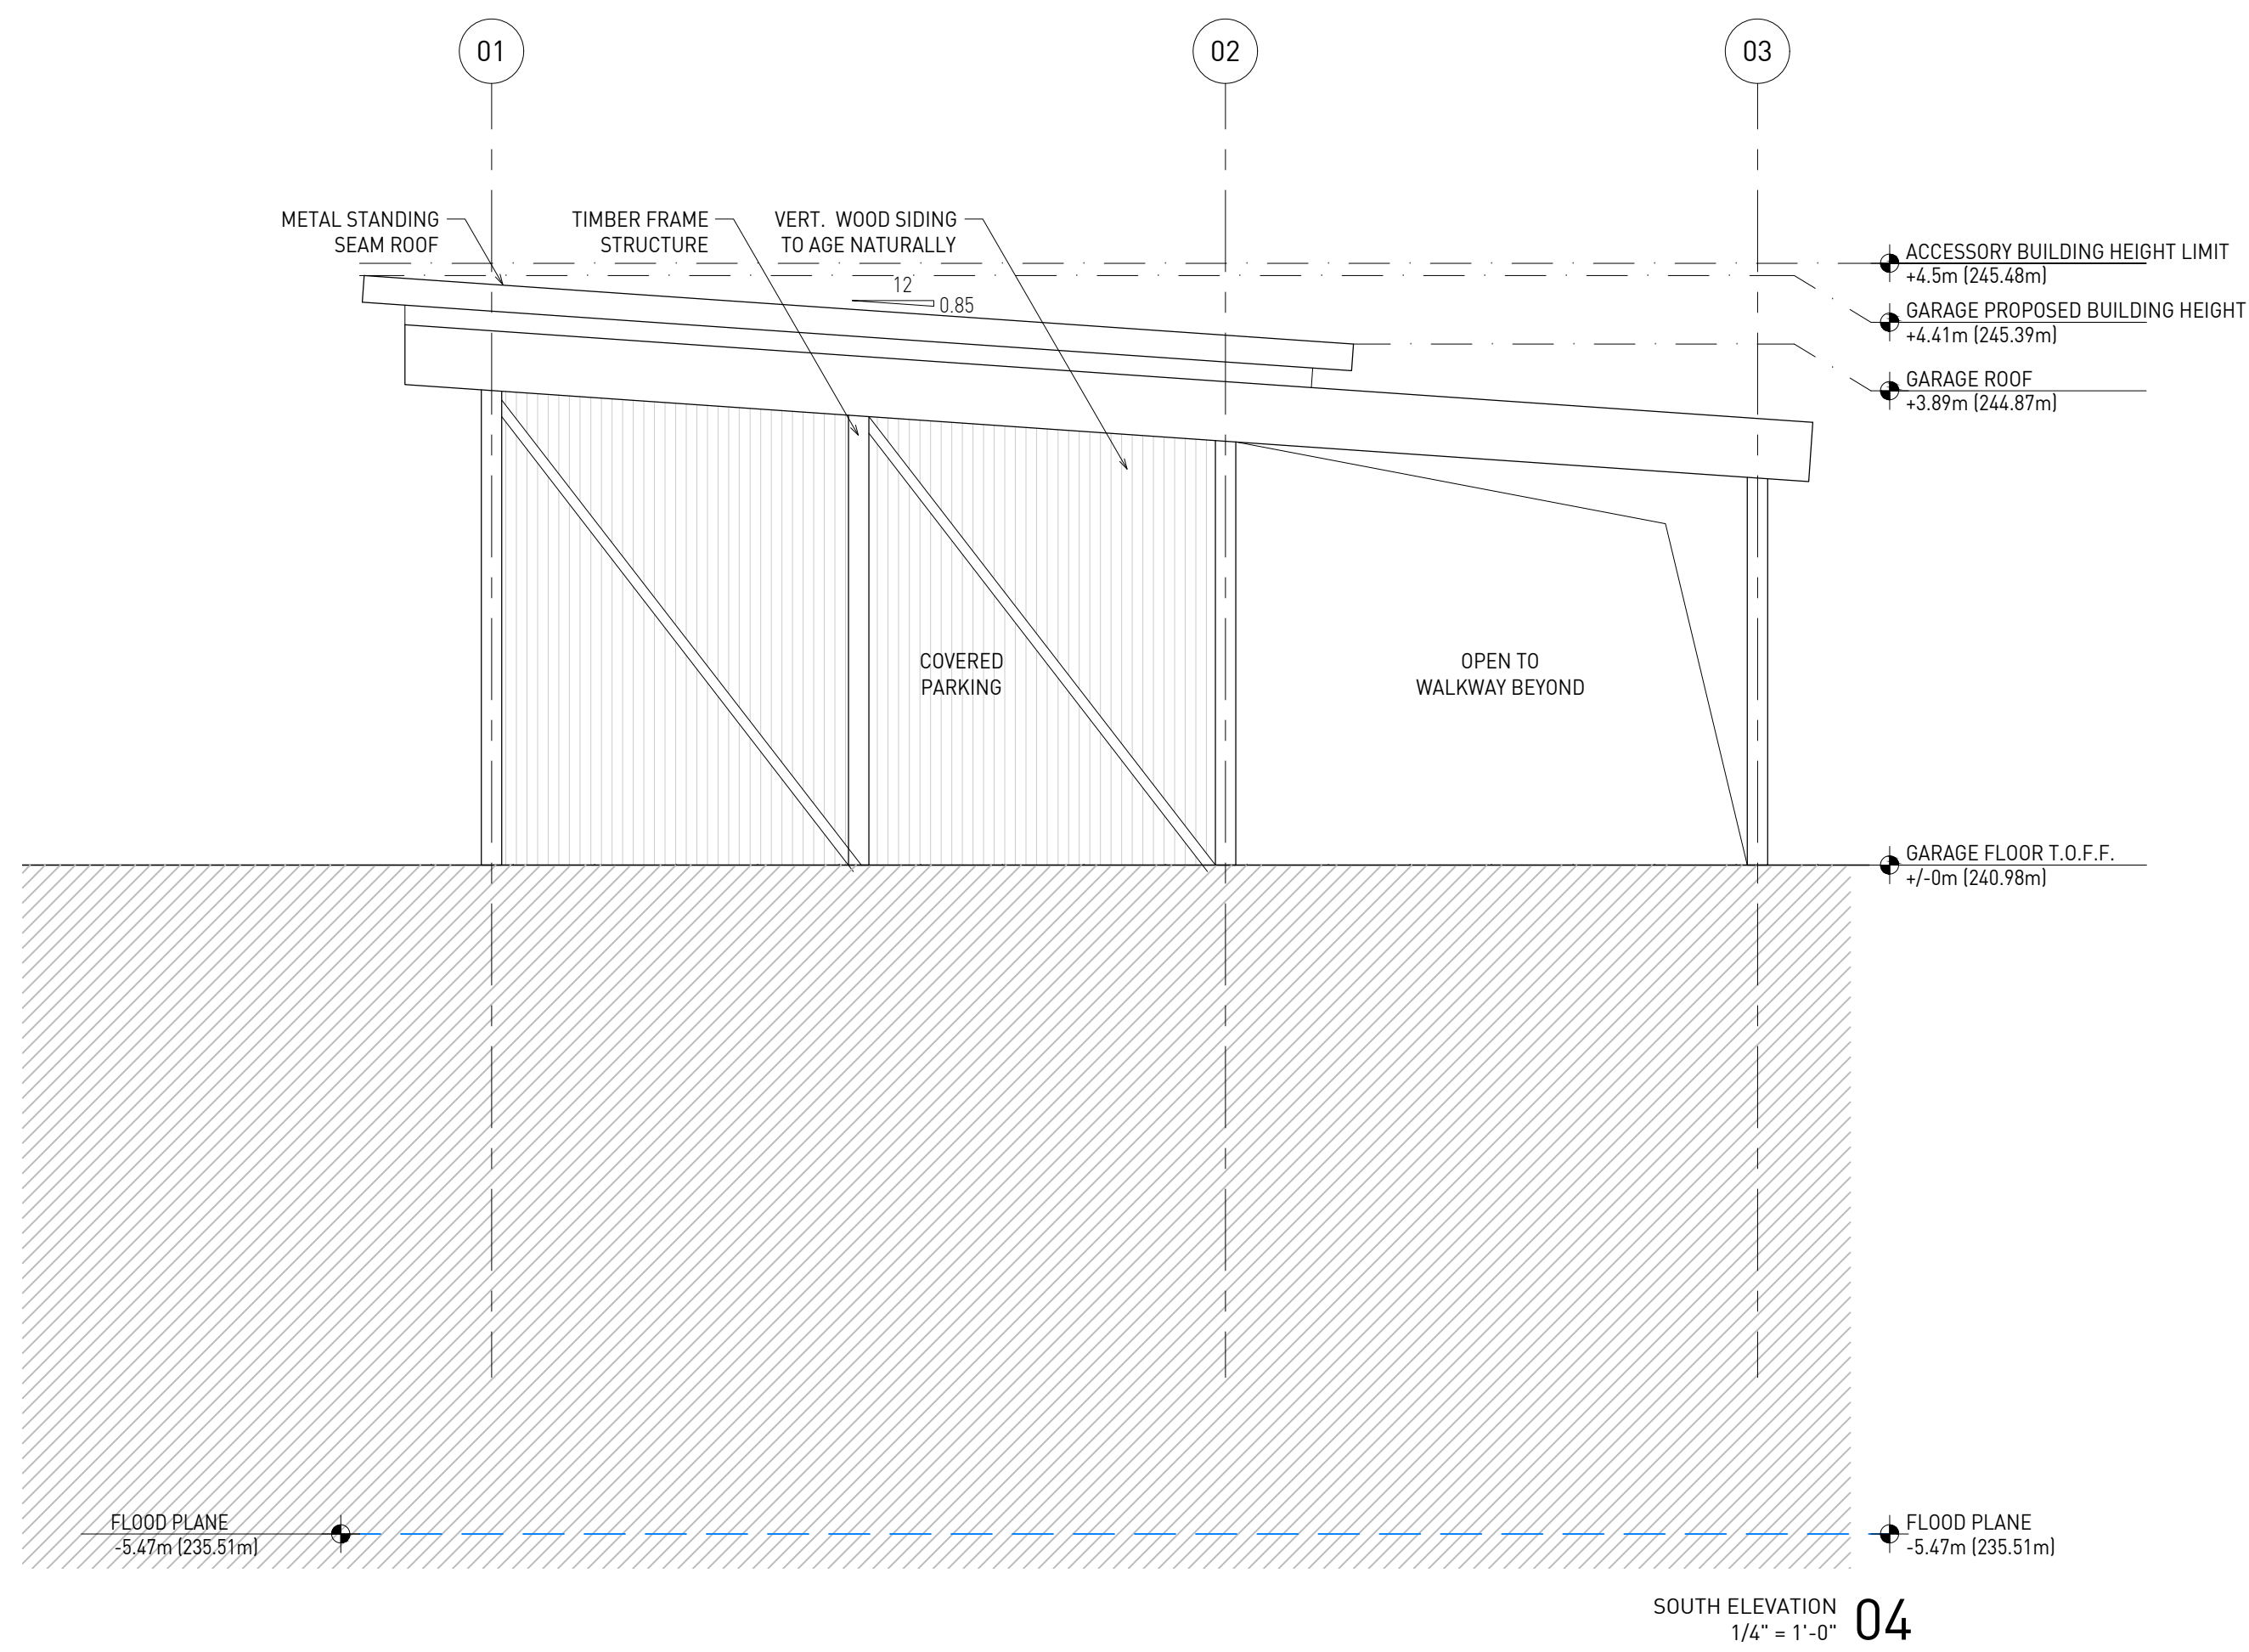 01
02
03
METAL STANDING
SEAM ROOF
TIMBER FRAME
STRUCTURE
VERT.  WOOD SIDING
TO AGE NATURALLY
12
0.85
ACCESSORY BUILDING HEIGHT LIMIT
+4.5m (245.48m)
GARAGE PROPOSED BUILDING HEIGHT
+4.41m (245.39m)
GARAGE ROOF
+3.89m (244.87m)
COVERED
PARKING
OPEN TO
WALKWAY BEYOND
GARAGE FLOOR T.O.F.F.
+/-0m (240.98m)
FLOOD PLANE
-5.47m (235.51m)
FLOOD PLANE
-5.47m (235.51m)
SOUTH ELEVATION
1/4" = 1'-0"
04